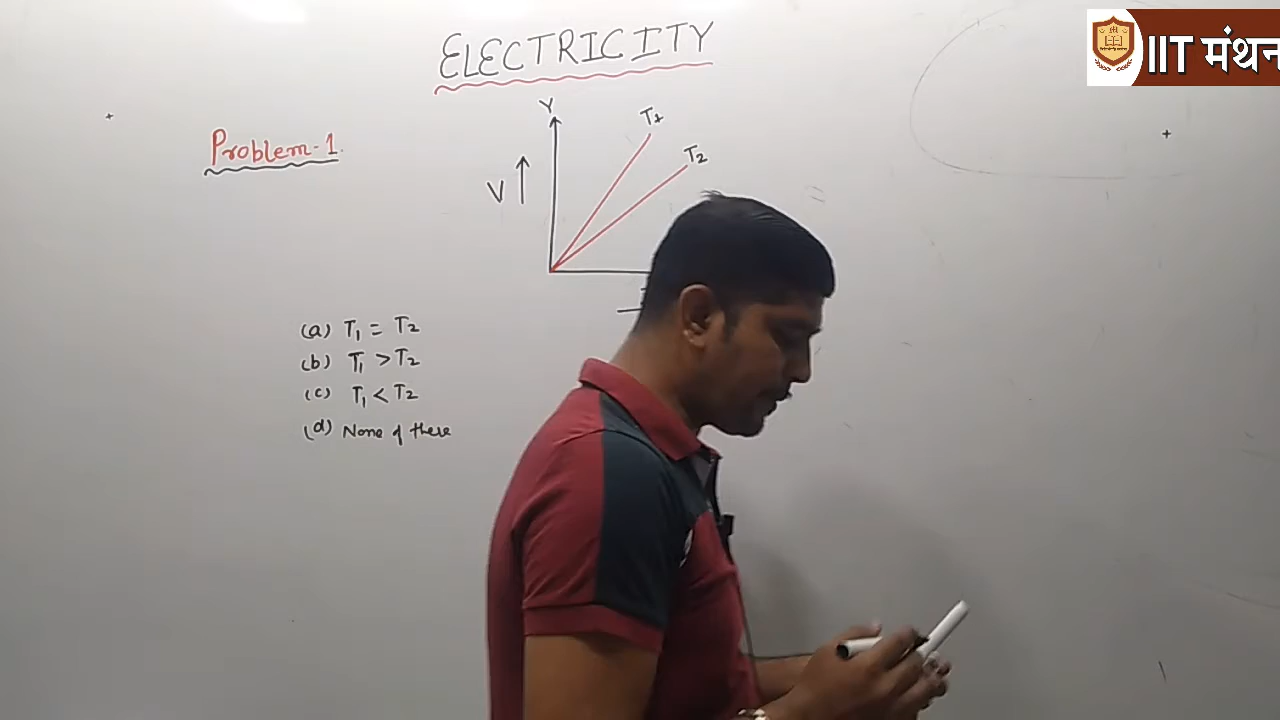 IIT मंथन
ELECTRICITY
Problem-1.
Y
T1
T2
V
(a) T1 = T2
(b) T1 > T2
(c) T1 < T2
(d) None of these